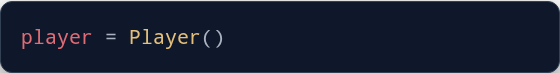 player = Player()